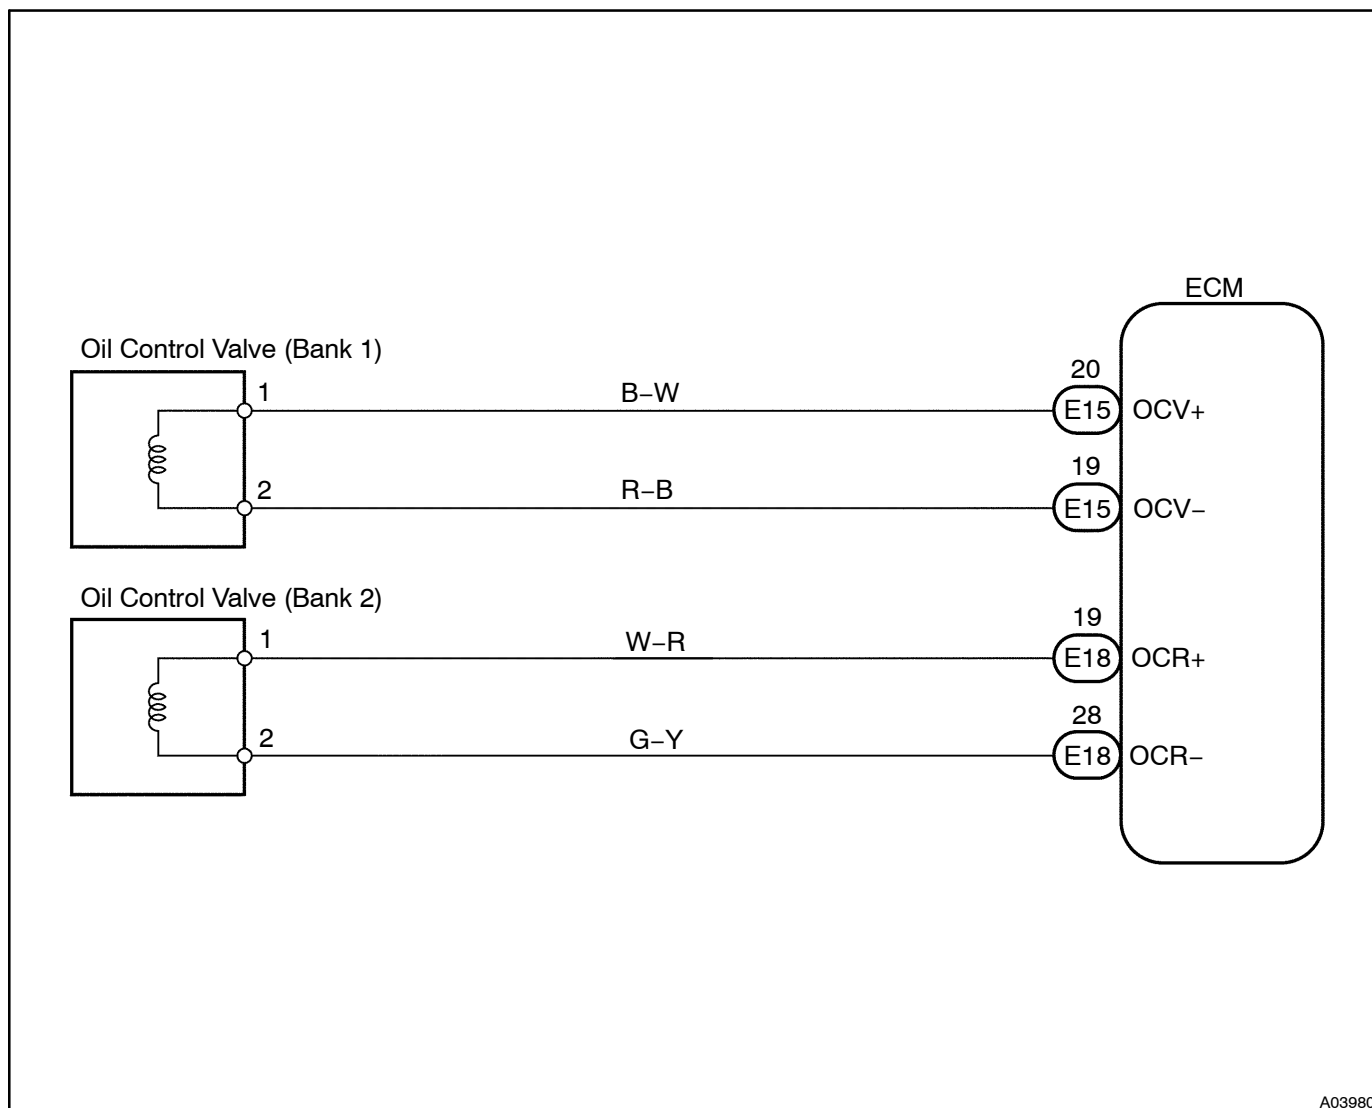 ECM
Oil Control Valve (Bank 1)
1
B−W
20
E15
OCV+
2
R−B
19
E15
OCV−
Oil Control Valve (Bank 2)
1
W−R
19
E18
OCR+
2
G−Y
28
E18
OCR−
A03980